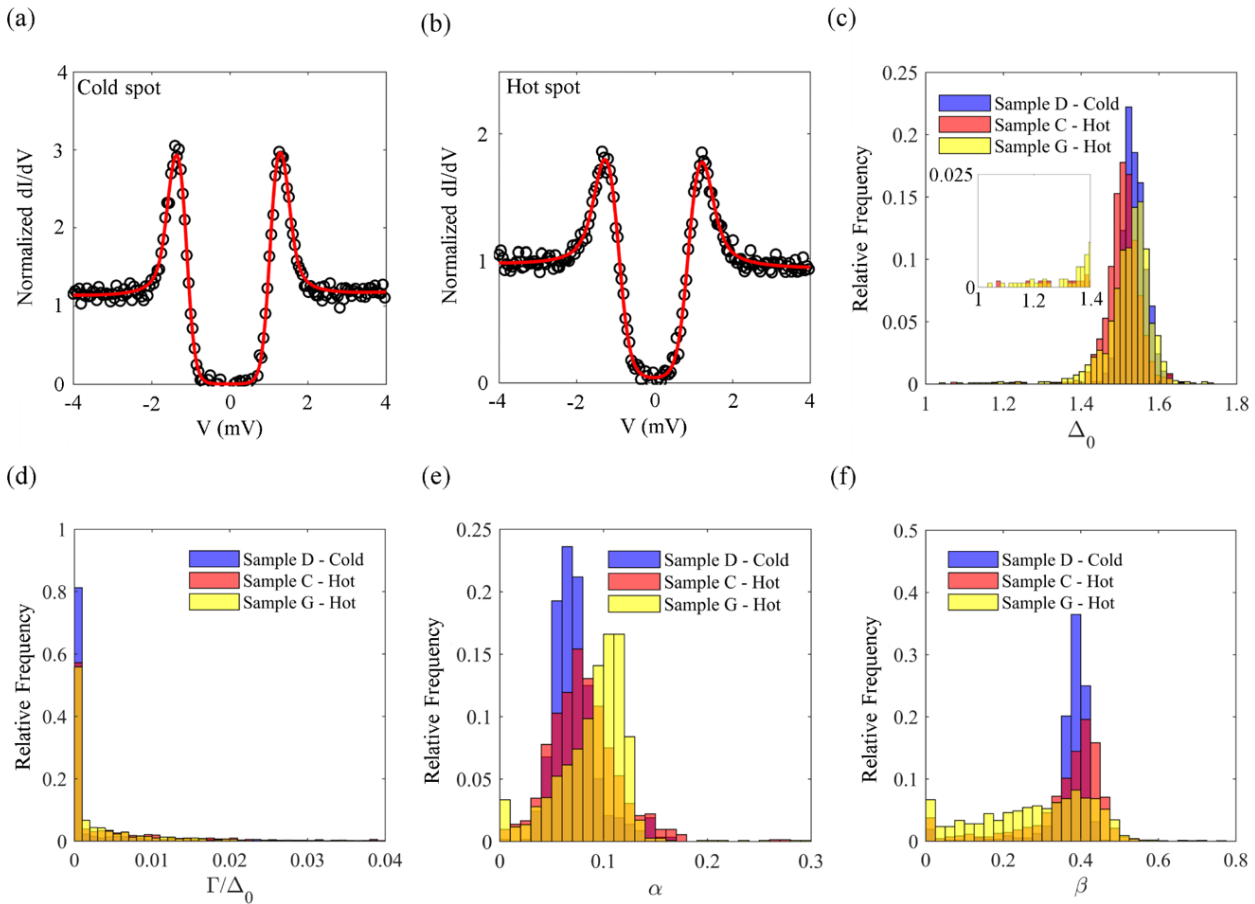 (a)
Cold spot
Normalized dI/dV
4
3
2
1
0
-4
-2
0
2
4
V (mV)
(b)
Hot spot
Normalized dI/dV
2
1
0
-4
-2
0
2
4
V (mV)
(c)
Sample D - Cold
Sample C - Hot
Sample G - Hot
Relative Frequency
0.25
0.2
0.15
0.1
0.05
0
0.025
0
1
1.2
1.4
1
1.2
1.4
1.6
1.8
Δ₀
(d)
Sample D - Cold
Sample C - Hot
Sample G - Hot
Relative Frequency
1
0.8
0.6
0.4
0.2
0
0
0.01
0.02
0.03
0.04
Γ/Δ₀
(e)
Sample D - Cold
Sample C - Hot
Sample G - Hot
Relative Frequency
0.25
0.2
0.15
0.1
0.05
0
0
0.1
0.2
0.3
α
(f)
Sample D - Cold
Sample C - Hot
Sample G - Hot
Relative Frequency
0.5
0.4
0.3
0.2
0.1
0
0
0.2
0.4
0.6
0.8
β